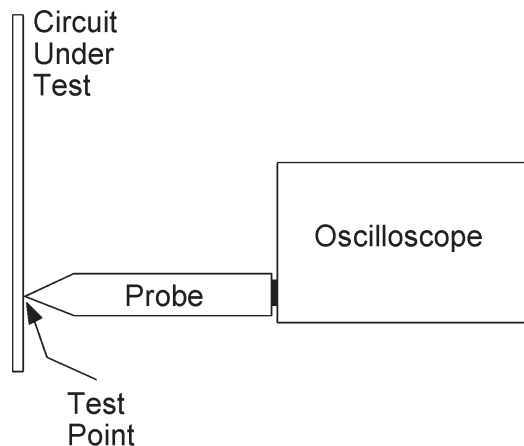 Circuit
Under
Test
Oscilloscope
Probe
Test
Point